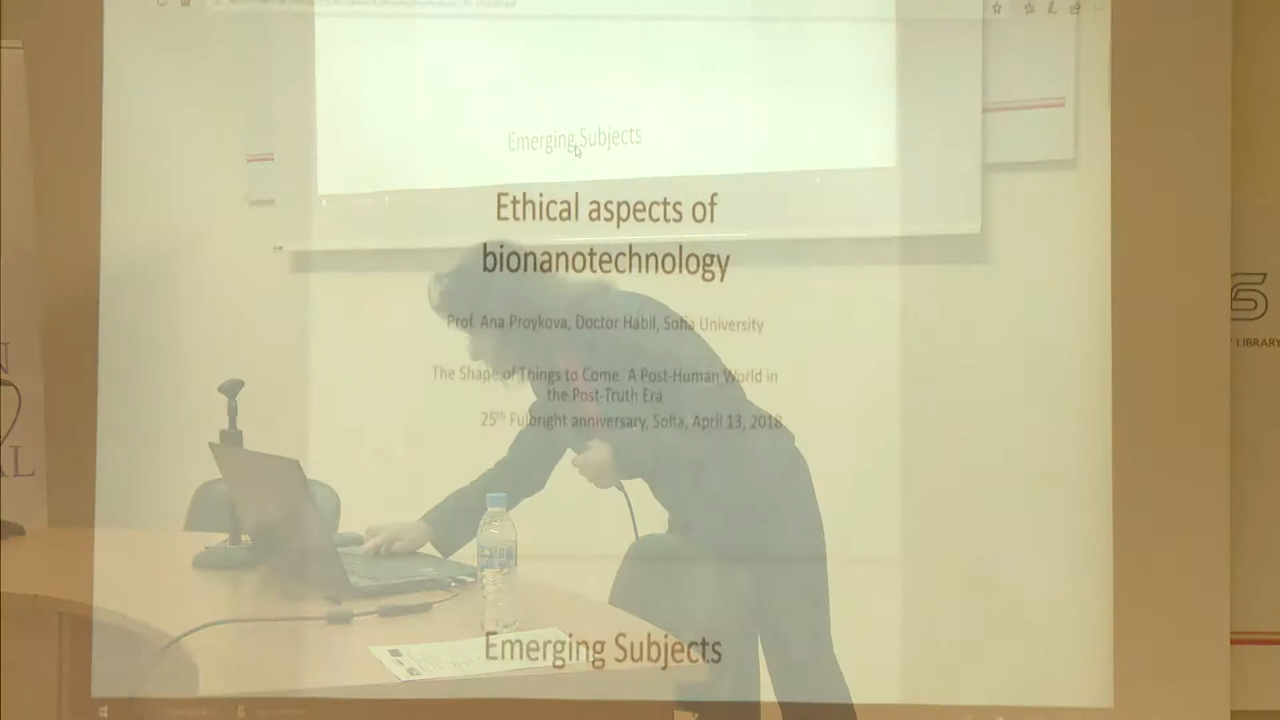 Emerging Subjects
Ethical aspects of
bionanotechnology
Prof. Ana Proykova, Doctor Habil, Sofia University
The Shape of Things to Come A Post-Human World in
the Post-Truth Era
25th Fulbright anniversary, Sofia, April 13, 2018
Emerging Subjects
LIBRARY